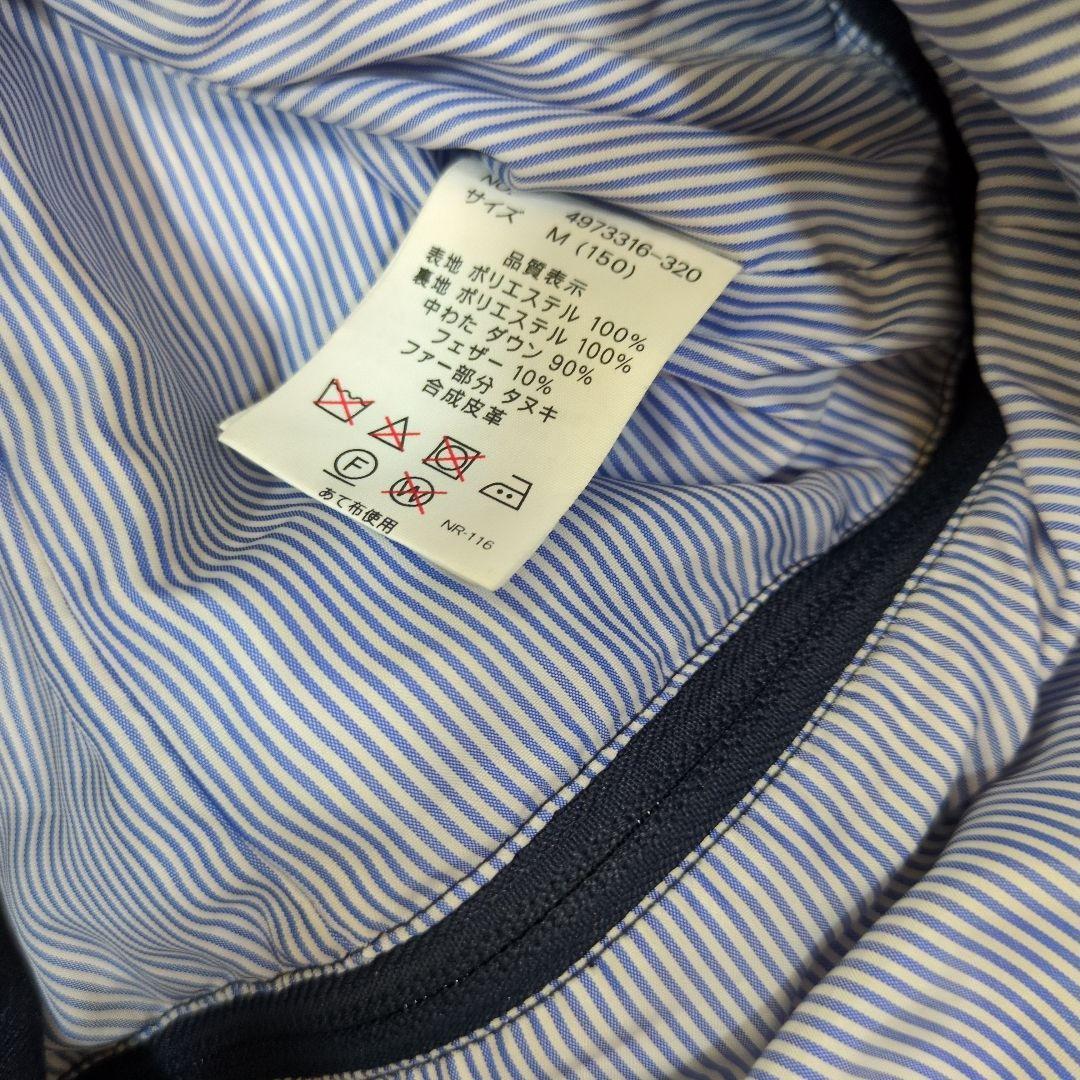 NO. 4973316-320
サイズ M (150)
品質表示
表地 ポリエステル 100%
裏地 ポリエステル 100%
中わた ダウン 90%
フェザー 10%
ファー部分 タヌキ
合成皮革
F W
あて布使用
NR-116